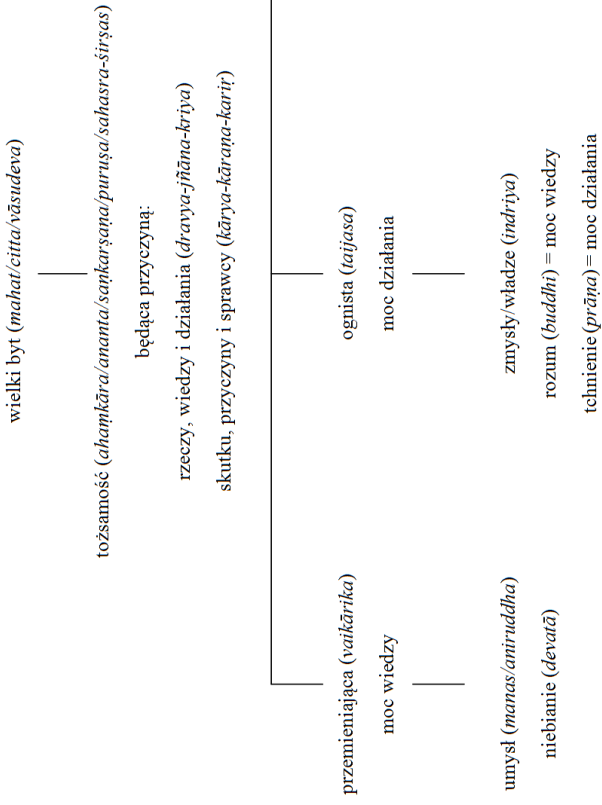 wielki byt (mahat/citta/vāsudeva)
tożsamość (ahaṃkāra/ananta/saṇkarṣaṇa/puruṣa/sahasra-śirṣas)
będąca przyczyną:
rzeczy, wiedzy i działania (dravya-jñāna-kriya)
skutku, przyczyny i sprawcy (kārya-kāraṇa-kariṛ)
przemieniająca (vaikārika)
moc wiedzy
ognista (taijasa)
moc działania
umysł (manas/aniruddha)
niebianie (devatā)
zmysły/władze (indriya)
rozum (buddhi) = moc wiedzy
tchnienie (prāṇa) = moc działania